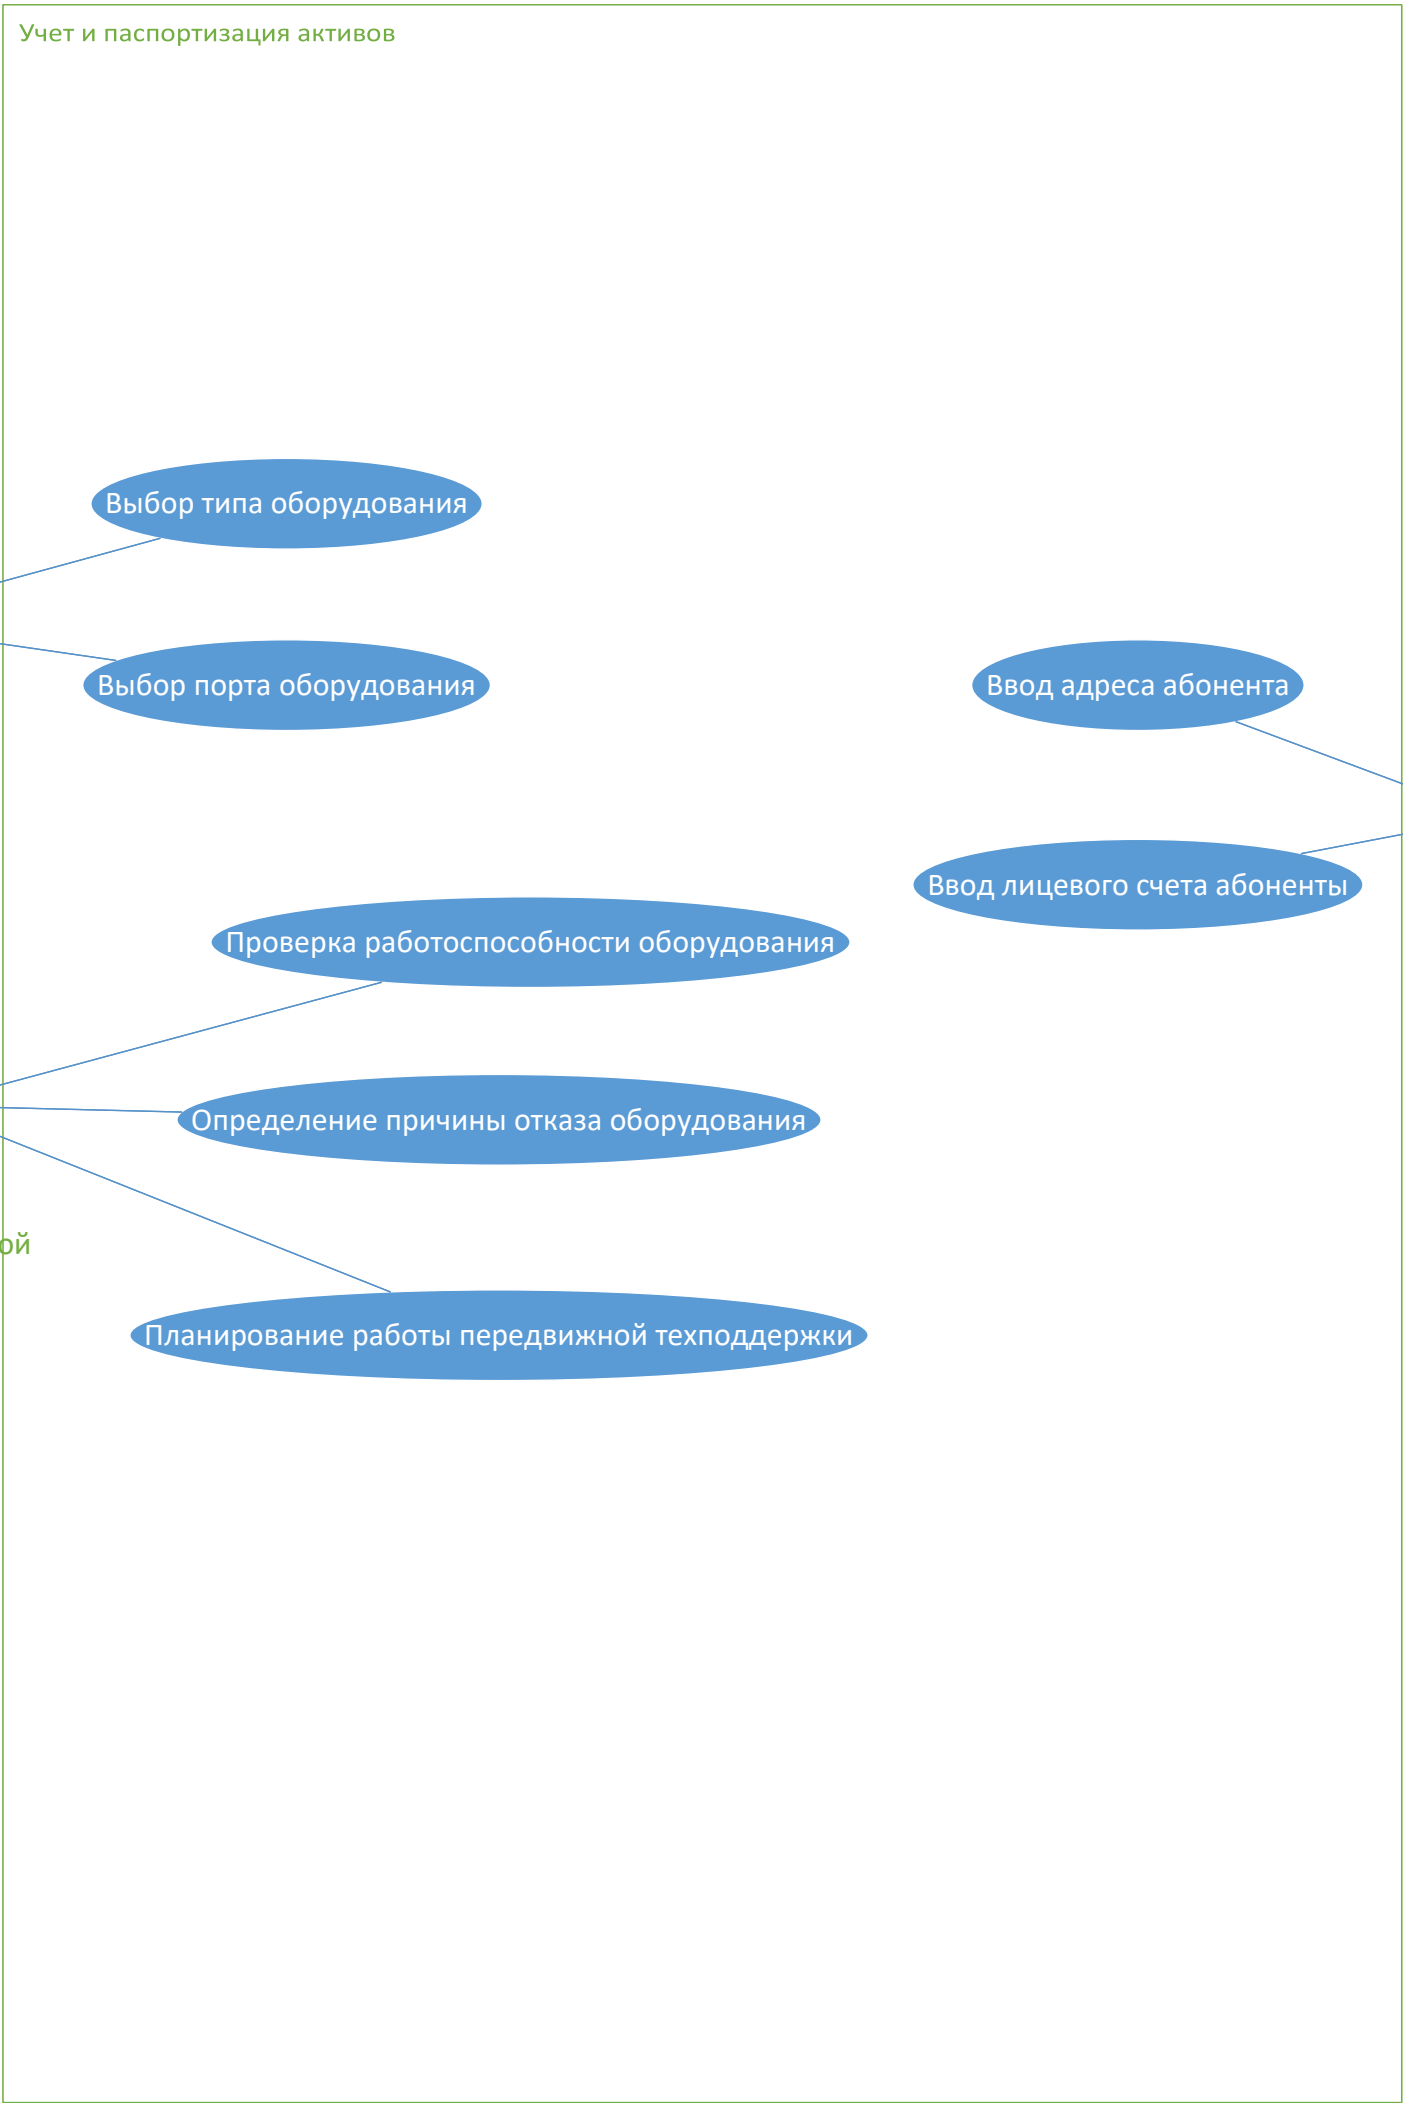 Учет и паспортизация активов
Выбор типа оборудования
Выбор порта оборудования
Ввод адреса абонента
Ввод лицевого счета абоненты
Проверка работоспособности оборудования
Определение причины отказа оборудования
ой
Планирование работы передвижной техподдержки